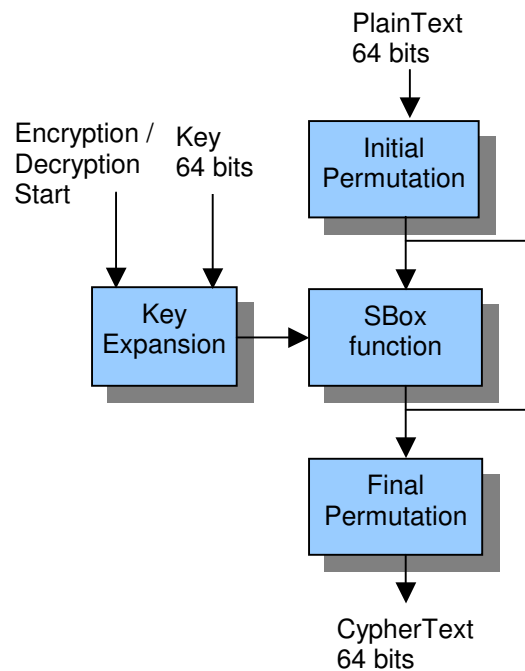 PlainText
64 bits
Encryption /
Decryption
Start
Key
64 bits
Initial
Permutation
Key
Expansion
SBox
function
Final
Permutation
CypherText
64 bits